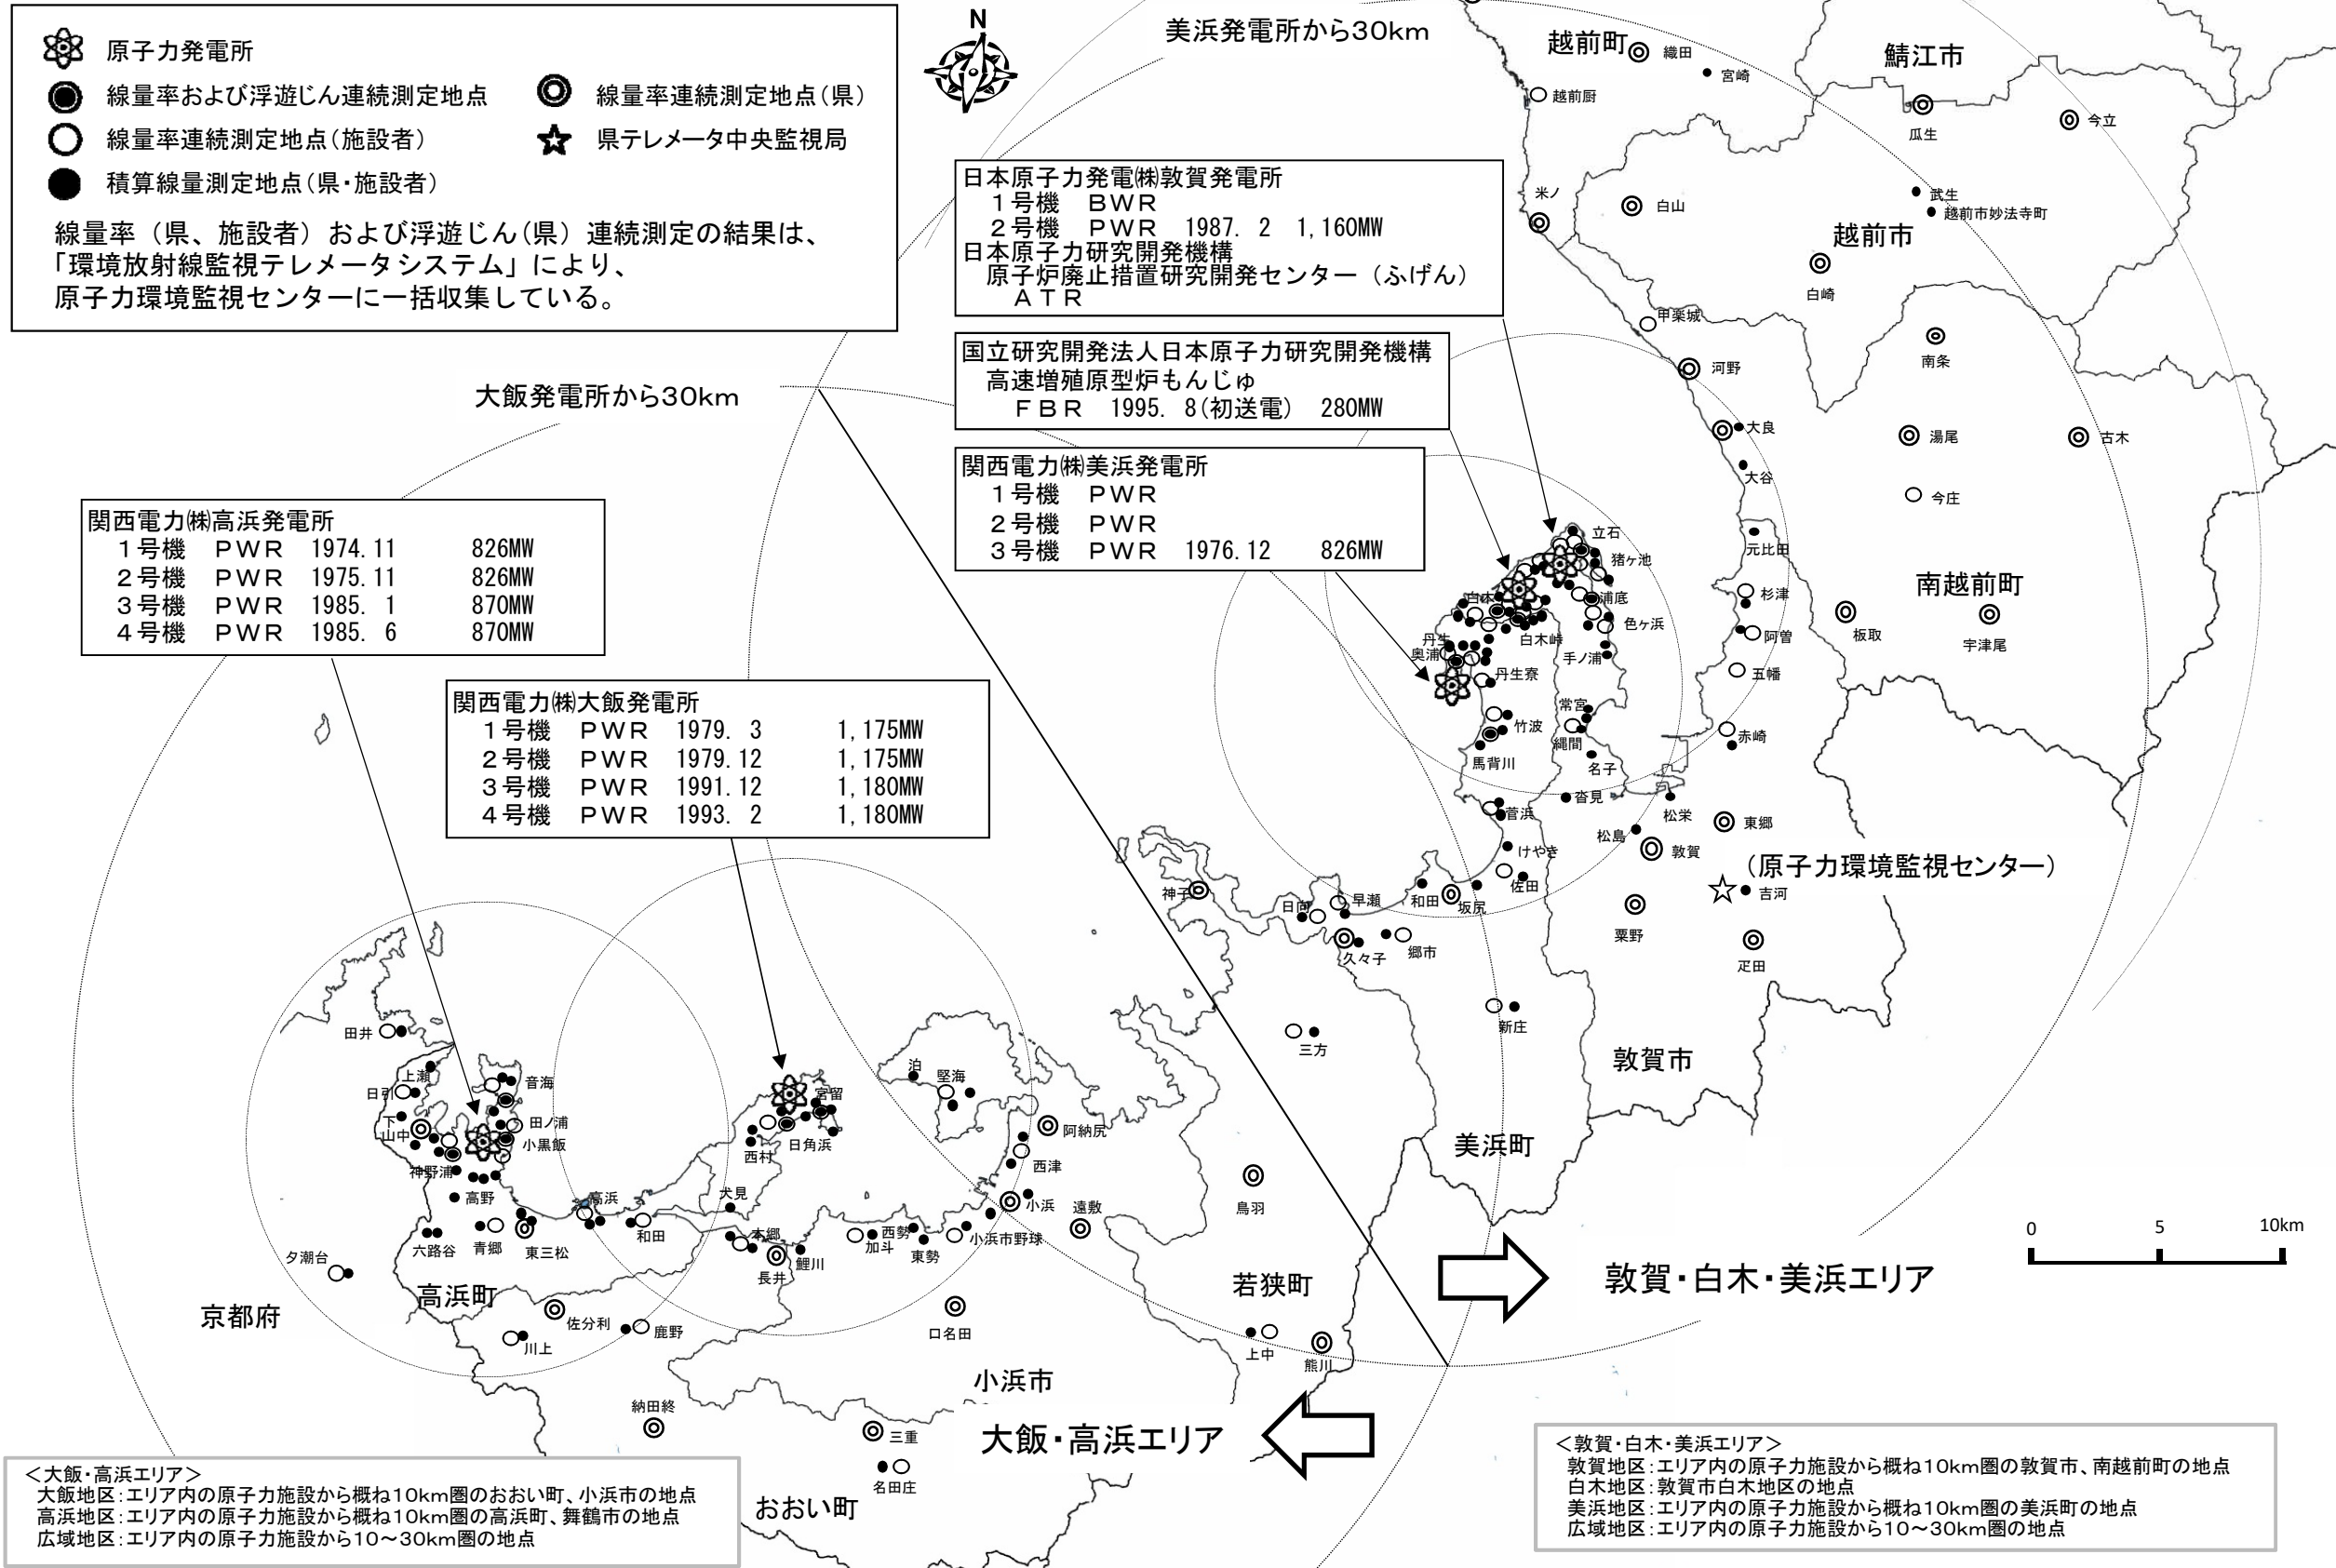 原子力発電所
線量率および浮遊じん連続測定地点
線量率連続測定地点(県)
線量率連続測定地点(施設者)
県テレメータ中央監視局
積算線量測定地点(県・施設者)
線量率（県、施設者）および浮遊じん(県）連続測定の結果は、
「環境放射線監視テレメータシステム」により、
原子力環境監視センターに一括収集している。
N
美浜発電所から30km
大飯発電所から30km
日本原子力発電㈱敦賀発電所
1号機 BWR
2号機 PWR 1987. 2 1,160MW
日本原子力研究開発機構
原子炉廃止措置研究開発センター（ふげん）
ATR
国立研究開発法人日本原子力研究開発機構
高速増殖原型炉もんじゅ
FBR 1995. 8(初送電) 280MW
関西電力㈱美浜発電所
1号機 PWR
2号機 PWR
3号機 PWR 1976.12 826MW
関西電力㈱高浜発電所
1号機 PWR 1974.11 826MW
2号機 PWR 1975.11 826MW
3号機 PWR 1985. 1 870MW
4号機 PWR 1985. 6 870MW
関西電力㈱大飯発電所
1号機 PWR 1979. 3 1,175MW
2号機 PWR 1979.12 1,175MW
3号機 PWR 1991.12 1,180MW
4号機 PWR 1993. 2 1,180MW
越前町
織田
宮崎
鯖江市
越前厨
瓜生
今立
米ノ
白山
武生
越前市妙法寺町
越前市
白崎
甲楽城
南条
河野
大良
湯尾
古木
大谷
今庄
立石
元比田
猪ヶ池
南越前町
白木
浦底
杉津
色ヶ浜
板取
宇津尾
丹生
奥浦
白木峠
阿曽
手ノ浦
丹生寮
五幡
常宮
竹波
縄間
赤崎
馬背川
名子
沓見
菅浜
松栄
東郷
松島
けやき
敦賀
(原子力環境監視センター)
佐田
吉河
神子
日向
早瀬
和田
坂尻
粟野
久々子
郷市
疋田
三方
新庄
敦賀市
田井
上瀬
日引
音海
泊
堅海
宮留
下
山中
田ノ浦
小黒飯
阿納尻
美浜町
西村
日角浜
神野浦
西津
高野
高浜
犬見
小浜
遠敷
鳥羽
六路谷
青郷
東三松
和田
本郷
長井
鯉川
加斗
西勢
東勢
小浜市野球
夕潮台
高浜町
若狭町
京都府
佐分利
鹿野
川上
口名田
上中
熊川
小浜市
納田終
三重
名田庄
おおい町
敦賀・白木・美浜エリア
大飯・高浜エリア
0 5 10km
＜大飯・高浜エリア＞
大飯地区：エリア内の原子力施設から概ね10km圏のおおい町、小浜市の地点
高浜地区：エリア内の原子力施設から概ね10km圏の高浜町、舞鶴市の地点
広域地区：エリア内の原子力施設から10～30km圏の地点
＜敦賀・白木・美浜エリア＞
敦賀地区：エリア内の原子力施設から概ね10km圏の敦賀市、南越前町の地点
白木地区：敦賀市白木地区の地点
美浜地区：エリア内の原子力施設から概ね10km圏の美浜町の地点
広域地区：エリア内の原子力施設から10～30km圏の地点